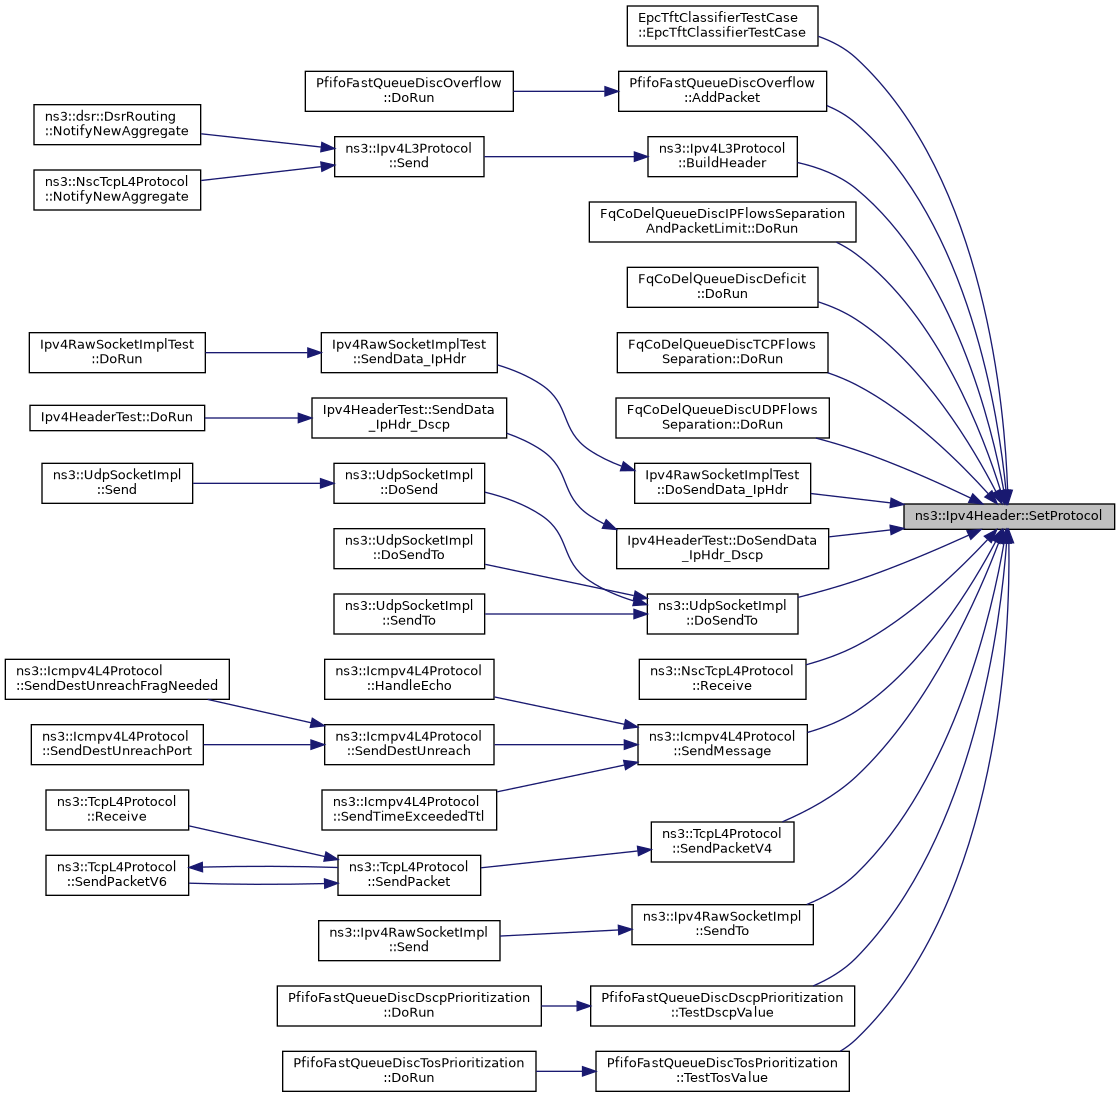 EpcTftClassifierTestCase
::EpcTftClassifierTestCase
PfifoFastQueueDiscOverflow
::DoRun
PfifoFastQueueDiscOverflow
::AddPacket
ns3::dsr::DsrRouting
::NotifyNewAggregate
ns3::Ipv4L3Protocol
::Send
ns3::Ipv4L3Protocol
::BuildHeader
ns3::NscTcpL4Protocol
::NotifyNewAggregate
FqCoDelQueueDiscIPFlowsSeparation
AndPacketLimit::DoRun
FqCoDelQueueDiscDeficit
::DoRun
Ipv4RawSocketImplTest
::DoRun
Ipv4RawSocketImplTest
::SendData_IpHdr
FqCoDelQueueDiscTCPFlows
Separation::DoRun
Ipv4HeaderTest::DoRun
Ipv4HeaderTest::SendData
_IpHdr_Dscp
FqCoDelQueueDiscUDPFlows
Separation::DoRun
ns3::UdpSocketImpl
::Send
ns3::UdpSocketImpl
::DoSend
Ipv4RawSocketImplTest
::DoSendData_IpHdr
ns3::Ipv4Header::SetProtocol
ns3::UdpSocketImpl
::DoSendTo
Ipv4HeaderTest::DoSendData
_IpHdr_Dscp
ns3::UdpSocketImpl
::SendTo
ns3::UdpSocketImpl
::DoSendTo
ns3::Icmpv4L4Protocol
::SendDestUnreachFragNeeded
ns3::Icmpv4L4Protocol
::HandleEcho
ns3::NscTcpL4Protocol
::Receive
ns3::Icmpv4L4Protocol
::SendDestUnreachPort
ns3::Icmpv4L4Protocol
::SendDestUnreach
ns3::Icmpv4L4Protocol
::SendMessage
ns3::TcpL4Protocol
::Receive
ns3::Icmpv4L4Protocol
::SendTimeExceededTtl
ns3::TcpL4Protocol
::SendPacketV4
ns3::TcpL4Protocol
::SendPacketV6
ns3::TcpL4Protocol
::SendPacket
ns3::Ipv4RawSocketImpl
::Send
ns3::Ipv4RawSocketImpl
::SendTo
PfifoFastQueueDiscDscpPrioritization
::DoRun
PfifoFastQueueDiscDscpPrioritization
::TestDscpValue
PfifoFastQueueDiscTosPrioritization
::DoRun
PfifoFastQueueDiscTosPrioritization
::TestTosValue